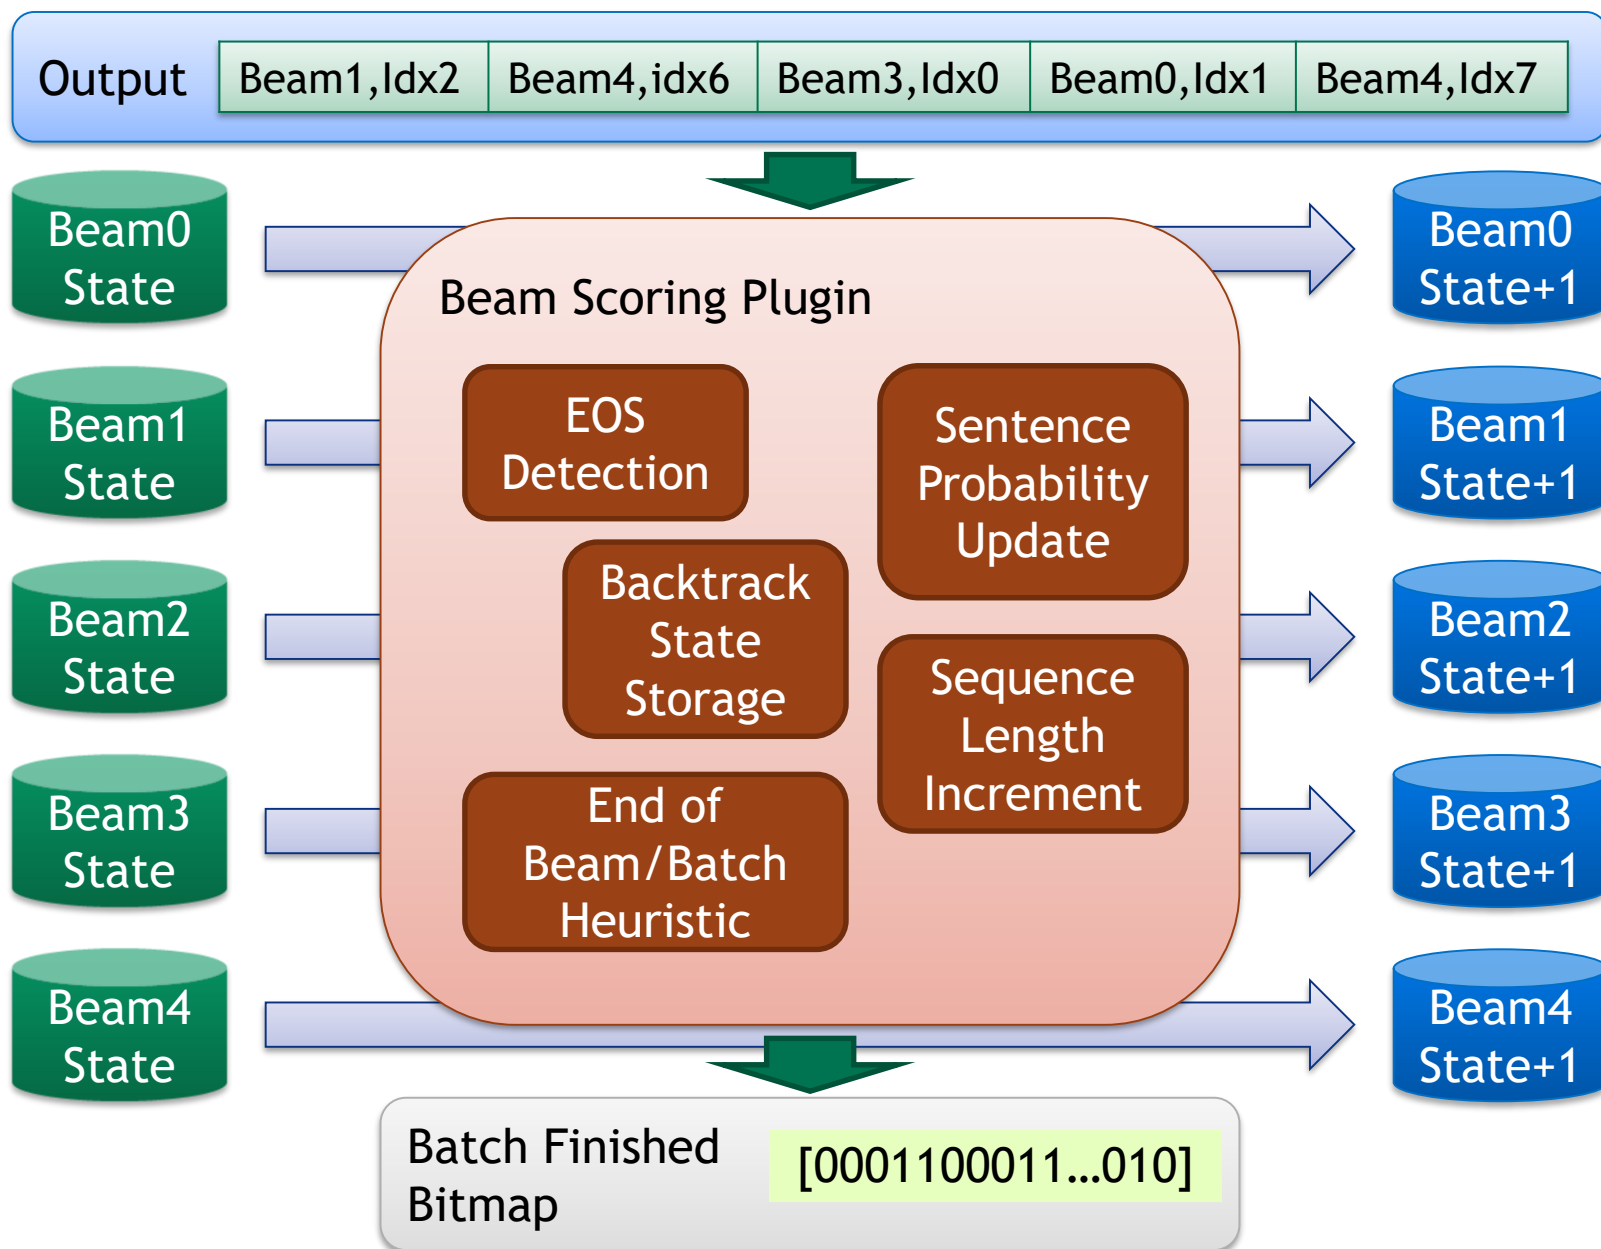 Output Beam1,Idx2 Beam4,idx6 Beam3,Idx0 Beam0,Idx1 Beam4,Idx7
Beam0
State
Beam1
State
Beam2
State
Beam3
State
Beam4
State
Beam Scoring Plugin
EOS
Detection
Backtrack
State
Storage
End of
Beam/Batch
Heuristic
Sentence
Probability
Update
Sequence
Length
Increment
Beam0
State+1
Beam1
State+1
Beam2
State+1
Beam3
State+1
Beam4
State+1
Batch Finished
Bitmap
[0001100011…010]